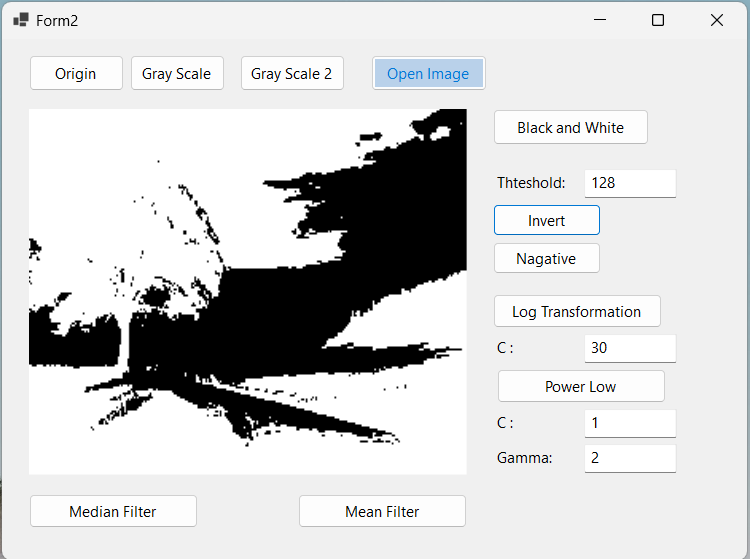 Form2
Origin
Gray Scale
Gray Scale 2
Open Image
Black and White
Thteshold:
128
Invert
Nagative
Log Transformation
C :
30
Power Low
C :
1
Gamma:
2
Median Filter
Mean Filter